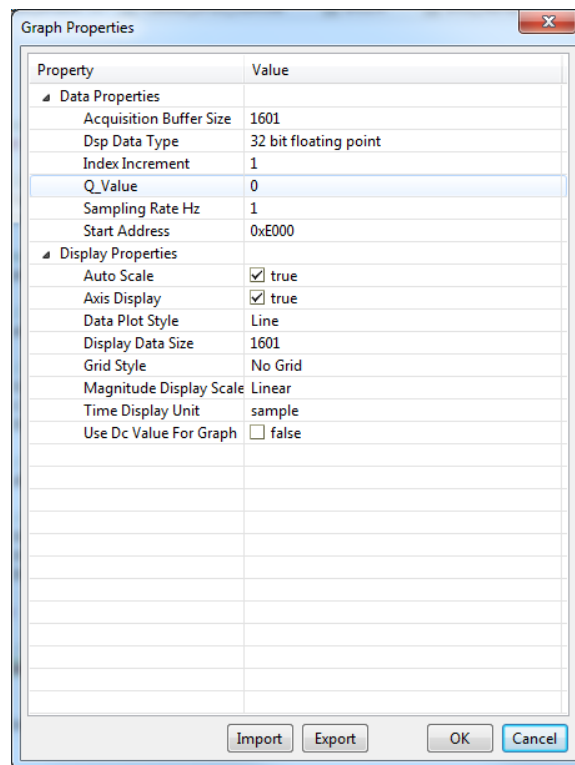 Graph Properties
Property Value
Data Properties
Acquisition Buffer Size 1601
Dsp Data Type 32 bit floating point
Index Increment 1
Q_Value 0
Sampling Rate Hz 1
Start Address 0xE000
Display Properties
Auto Scale true
Axis Display true
Data Plot Style Line
Display Data Size 1601
Grid Style No Grid
Magnitude Display Scale Linear
Time Display Unit sample
Use Dc Value For Graph false
Import Export OK Cancel